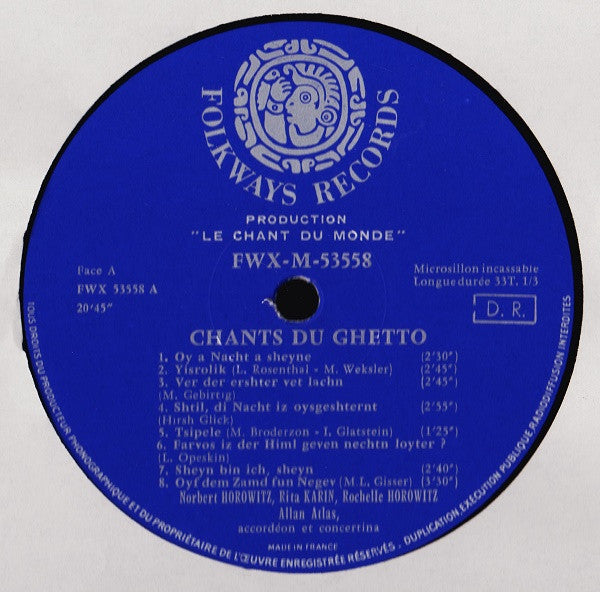 FOLKWAYS RECORDS
PRODUCTION
"LE CHANT DU MONDE"
FWX-M-53558
Face A
FWX 53558 A
20'45"
Microsillon incassable
Longue durée 33T. 1/3
D. R.
CHANTS DU GHETTO
1. Oy a Nacht a sheyne (2'30")
2. Yisrolik (L. Rosenthal - M. Weksler) (2'45")
3. Ver der ershter vet lachn (2'45")
(M. Gebirtig)
4. Shtil, di Nacht iz oysgeshternt (2'55")
(Hirsh Glick)
5. Tsipele (M. Broderzon - I. Glatstein) (1'25")
6. Farvos iz der Himl geven nechtn loyter ?
(L. Opeskin)
7. Sheyn bin ich, sheyn (2'40")
8. Oyf dem Zamd fun Negev (M.L. Gisser) (3'30")
Norbert HOROWITZ, Rita KARIN, Rochelle HOROWITZ
Allan Atlas,
accordéon et concertina
MADE IN FRANCE
TOUS DROITS DU PRODUCTEUR PHONOGRAPHIQUE ET DU PROPRIÉTAIRE DE L'ŒUVRE ENREGISTRÉE RÉSERVÉS - DUPLICATION EXÉCUTION PUBLIQUE RADIODIFFUSION INTERDITES